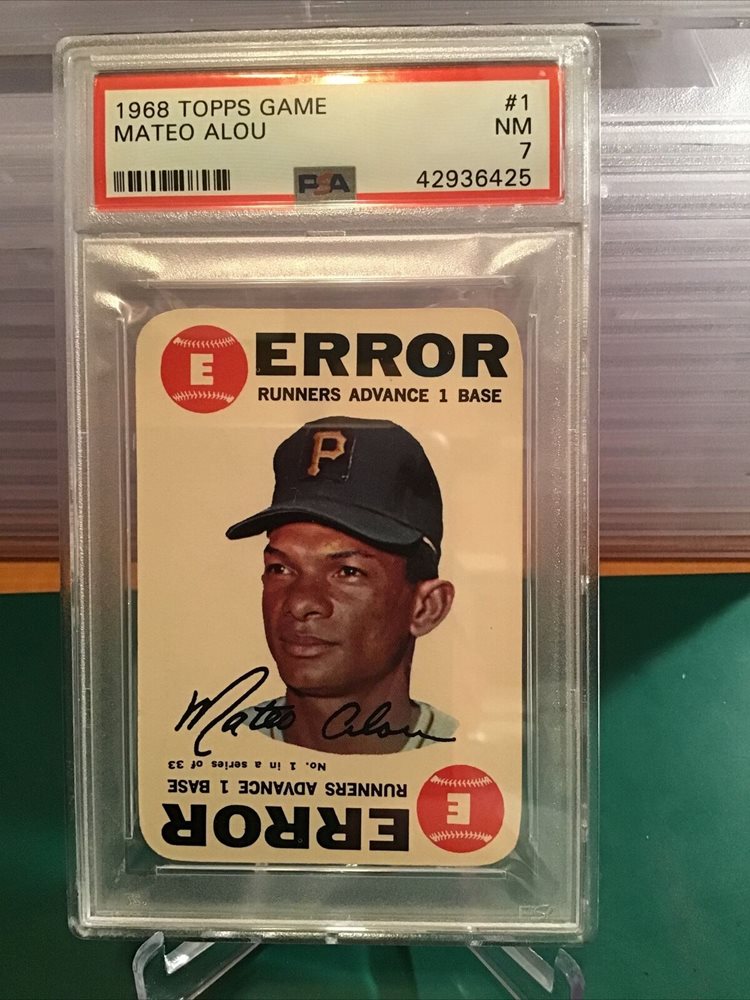 1968 TOPPS GAME #1
MATEO ALOU NM
7
PSA 42936425
E ERROR
RUNNERS ADVANCE 1 BASE
P
Mateo Alou
No. 1 in a series of 33
RUNNERS ADVANCE 1 BASE
ERROR E